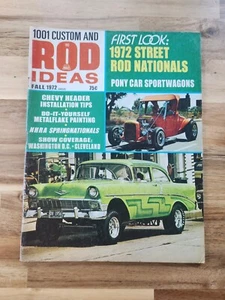 1001 CUSTOM AND
ROD
IDEAS
FALL 1972
75¢
FIRST LOOK:
1972 STREET
ROD NATIONALS
PONY CAR SPORTWAGONS
CHEVY HEADER
INSTALLATION TIPS
DO-IT-YOURSELF
METALFLAKE PAINTING
NHRA SPRINGNATIONALS
SHOW COVERAGE:
WASHINGTON D.C. - CLEVELAND